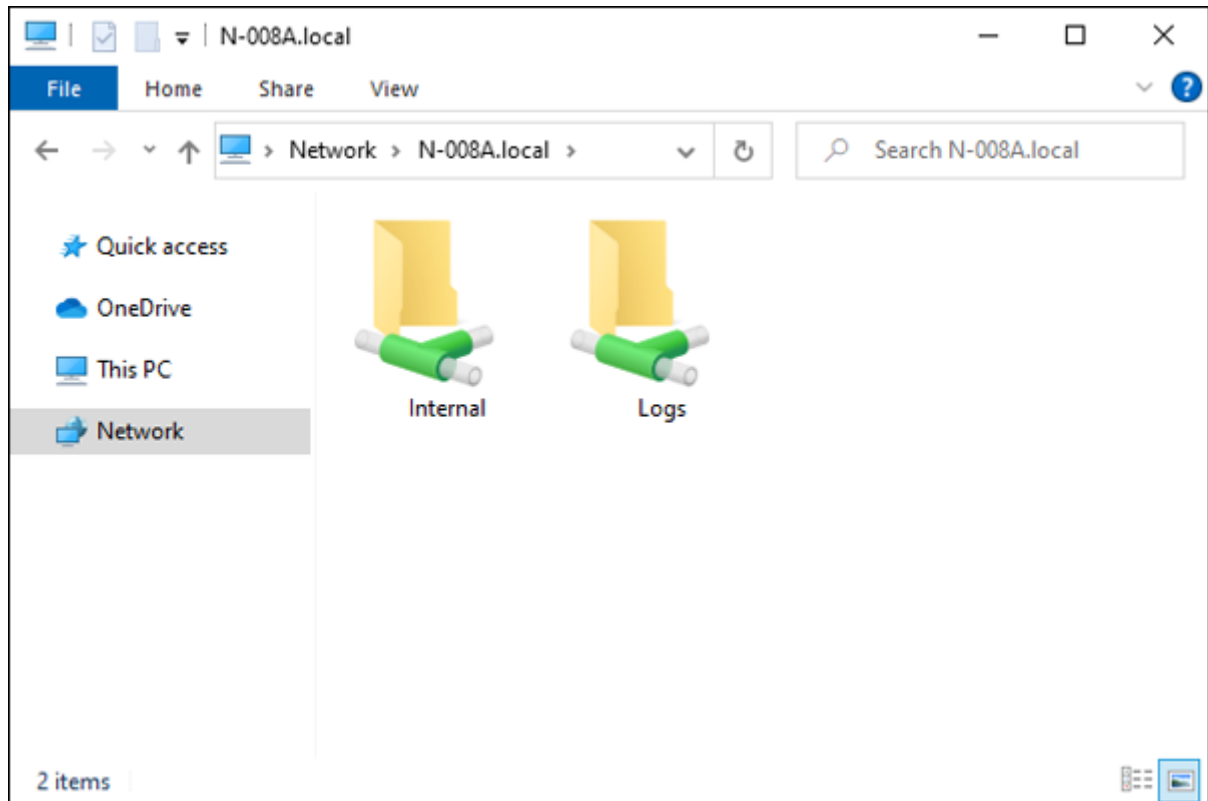 N-008A.local
File Home Share View
?
Network > N-008A.local >
Search N-008A.local
Quick access
OneDrive
This PC
Network
Internal Logs
2 items